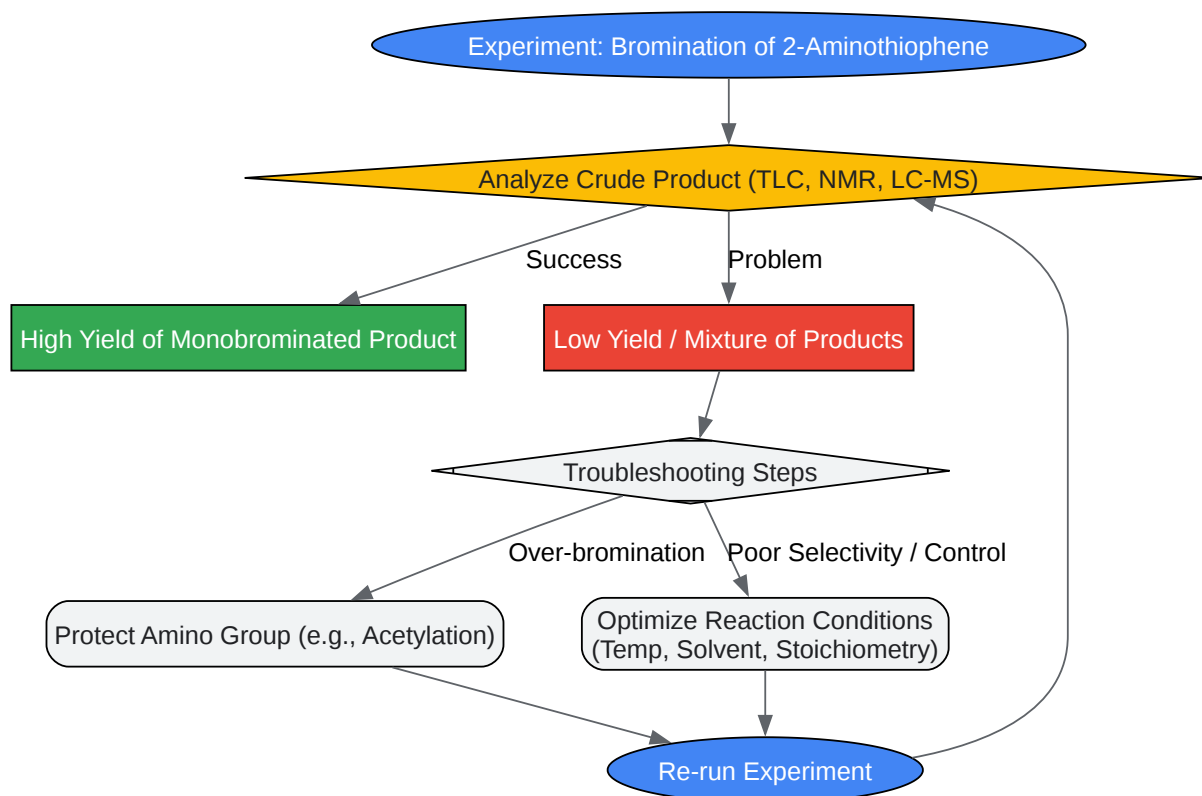 Experiment: Bromination of 2-Aminothiophene
Analyze Crude Product (TLC, NMR, LC-MS)
Success
Problem
High Yield of Monobrominated Product
Low Yield / Mixture of Products
Troubleshooting Steps
Over-bromination
Poor Selectivity / Control
Protect Amino Group (e.g., Acetylation)
Optimize Reaction Conditions
(Temp, Solvent, Stoichiometry)
Re-run Experiment